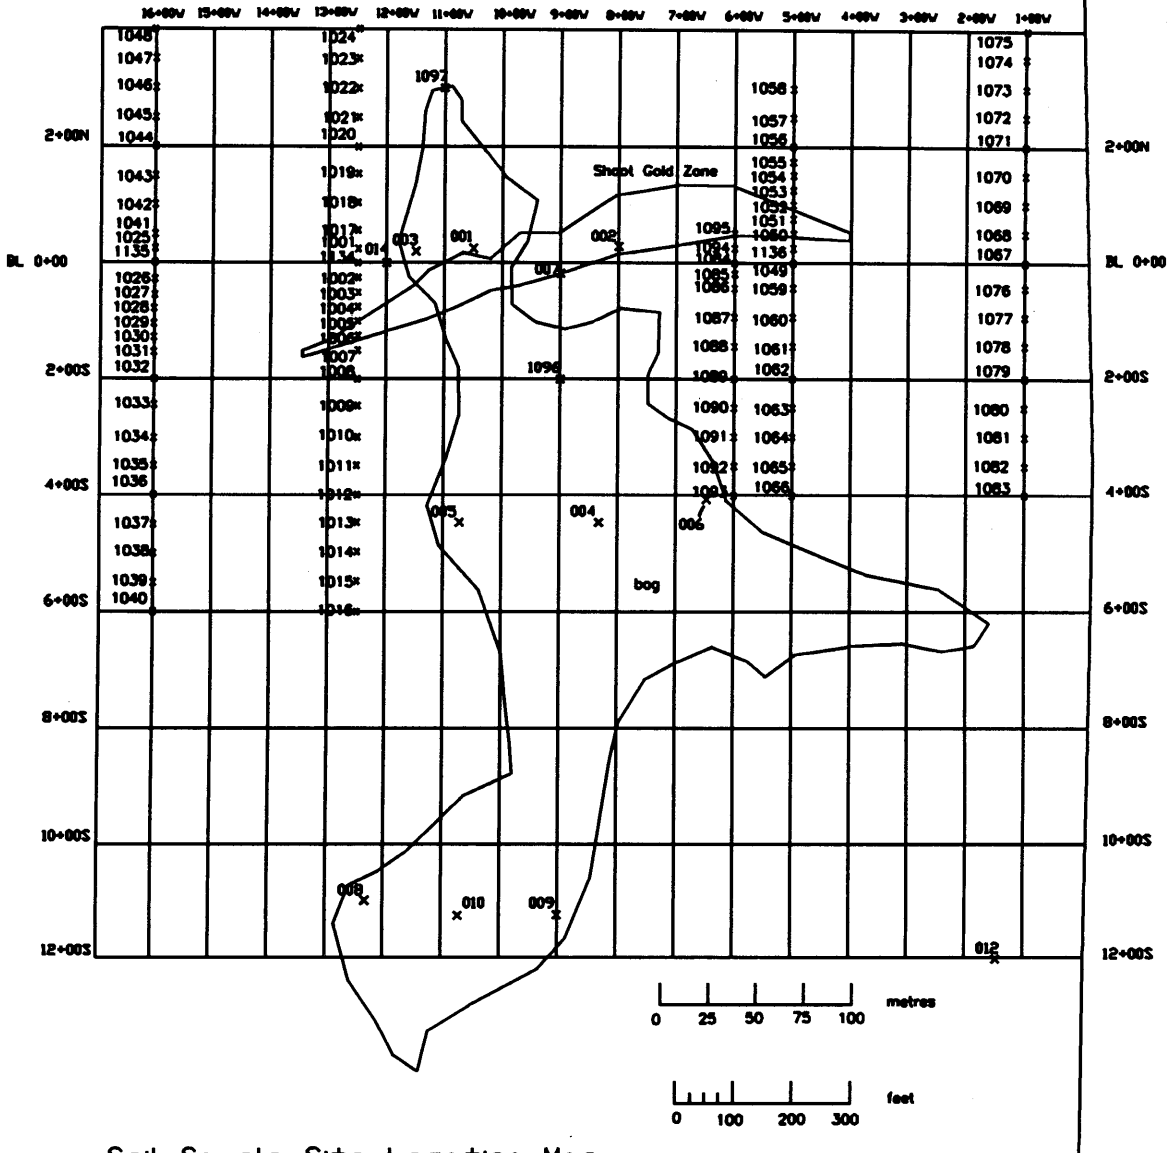 16+00W 15+00W 14+00W 13+00W 12+00W 11+00W 10+00W 9+00W 8+00W 7+00W 6+00W 5+00W 4+00W 3+00W 2+00W 1+00W
1048 1024 1075
1047 1023 1074
1097
1046 1022 1058 1073
1045 1021 1057 1072
2+00N 1044 1020 1056 1071 2+00N
Shoot Gold Zone
1055
1043 1019 1054 1070
1053
1042 1018 1052 1069
1041 1017 1051
1095
1025 1001 014 003 001 002 1050 1068
1135 1134 1094 1136 1067
BL 0+00 BL 0+00
1026 1002 007 1085 1049
1027 1003 1086 1059 1076
1028 1004
1029 1005 1087 1060 1077
1030 1006
1031 1007 1088 1061 1078
2+00S 1032 1008 1096 1089 1062 1079 2+00S
1033 1009 1090 1063 1080
1034 1010 1091 1064 1081
1035 1011 1092 1065 1082
4+00S 1036 1012 1093 1066 1083 4+00S
1037 1013 005 004 006
1038 1014
1039 1015 bog
6+00S 1040 1016 6+00S
8+00S 8+00S
10+00S 10+00S
008 010 009
12+00S 012 12+00S
metres
0 25 50 75 100
feet
0 100 200 300
Soil Sample Site Location Map